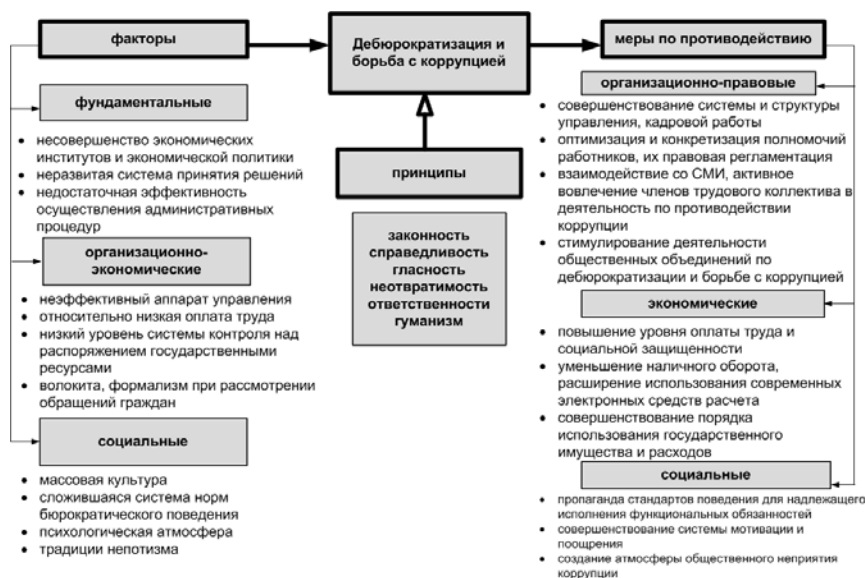 факторы
Дебюрократизация и
борьба с коррупцией
меры по противодействию
фундаментальные
несовершенство экономических
институтов и экономической политики
неразвитая система принятия решений
недостаточная эффективность
осуществления административных
процедур
организационно-
экономические
неэффективный аппарат управления
относительно низкая оплата труда
низкий уровень системы контроля над
распоряжением государственными
ресурсами
волокита, формализм при рассмотрении
обращений граждан
социальные
массовая культура
сложившаяся система норм
бюрократического поведения
психологическая атмосфера
традиции непотизма
принципы
законность
справедливость
гласность
неотвратимость
ответственности
гуманизм
организационно-правовые
совершенствование системы и структуры
управления, кадровой работы
оптимизация и конкретизация полномочий
работников, их правовая регламентация
взаимодействие со СМИ, активное
вовлечение членов трудового коллектива в
деятельность по противодействии
коррупции
стимулирование деятельности
общественных объединений по
дебюрократизации и борьбе с коррупцией
экономические
повышение уровня оплаты труда и
социальной защищенности
уменьшение наличного оборота,
расширение использования современных
электронных средств расчета
совершенствование порядка
использования государственного
имущества и расходов
социальные
пропаганда стандартов поведения для надлежащего
исполнения функциональных обязанностей
совершенствование системы мотивации и
поощрения
создание атмосферы общественного неприятия
коррупции